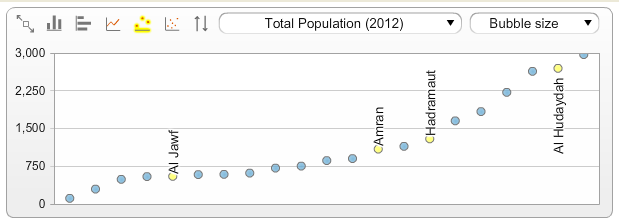 Total Population (2012)
Bubble size
3,000
2,250
1,500
750
0
Al Jawf
Amran
Hadramaut
Al Hudaydah